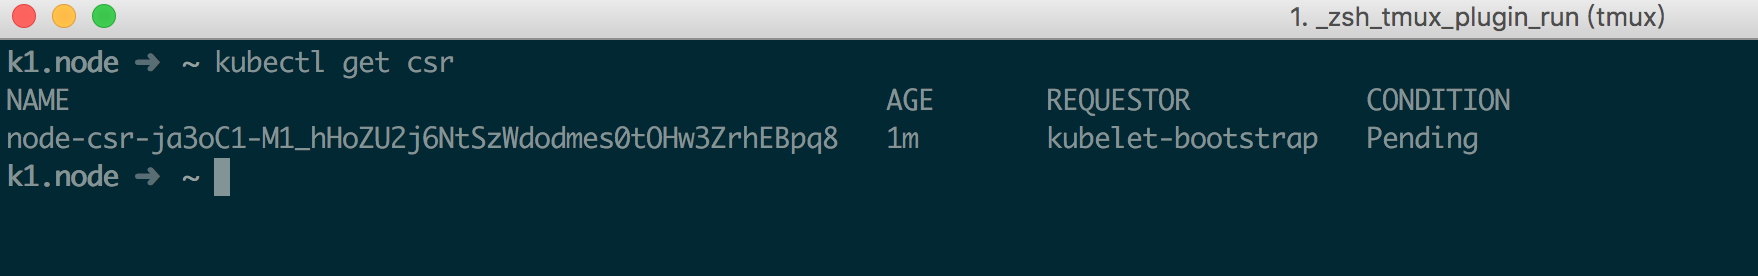 1. _zsh_tmux_plugin_run (tmux)
k1.node ➜ ~ kubectl get csr
NAME AGE REQUESTOR CONDITION
node-csr-ja3oC1-M1_hHoZU2j6NtSzWdodmes0tOHw3ZrhEBpq8 1m kubelet-bootstrap Pending
k1.node ➜ ~